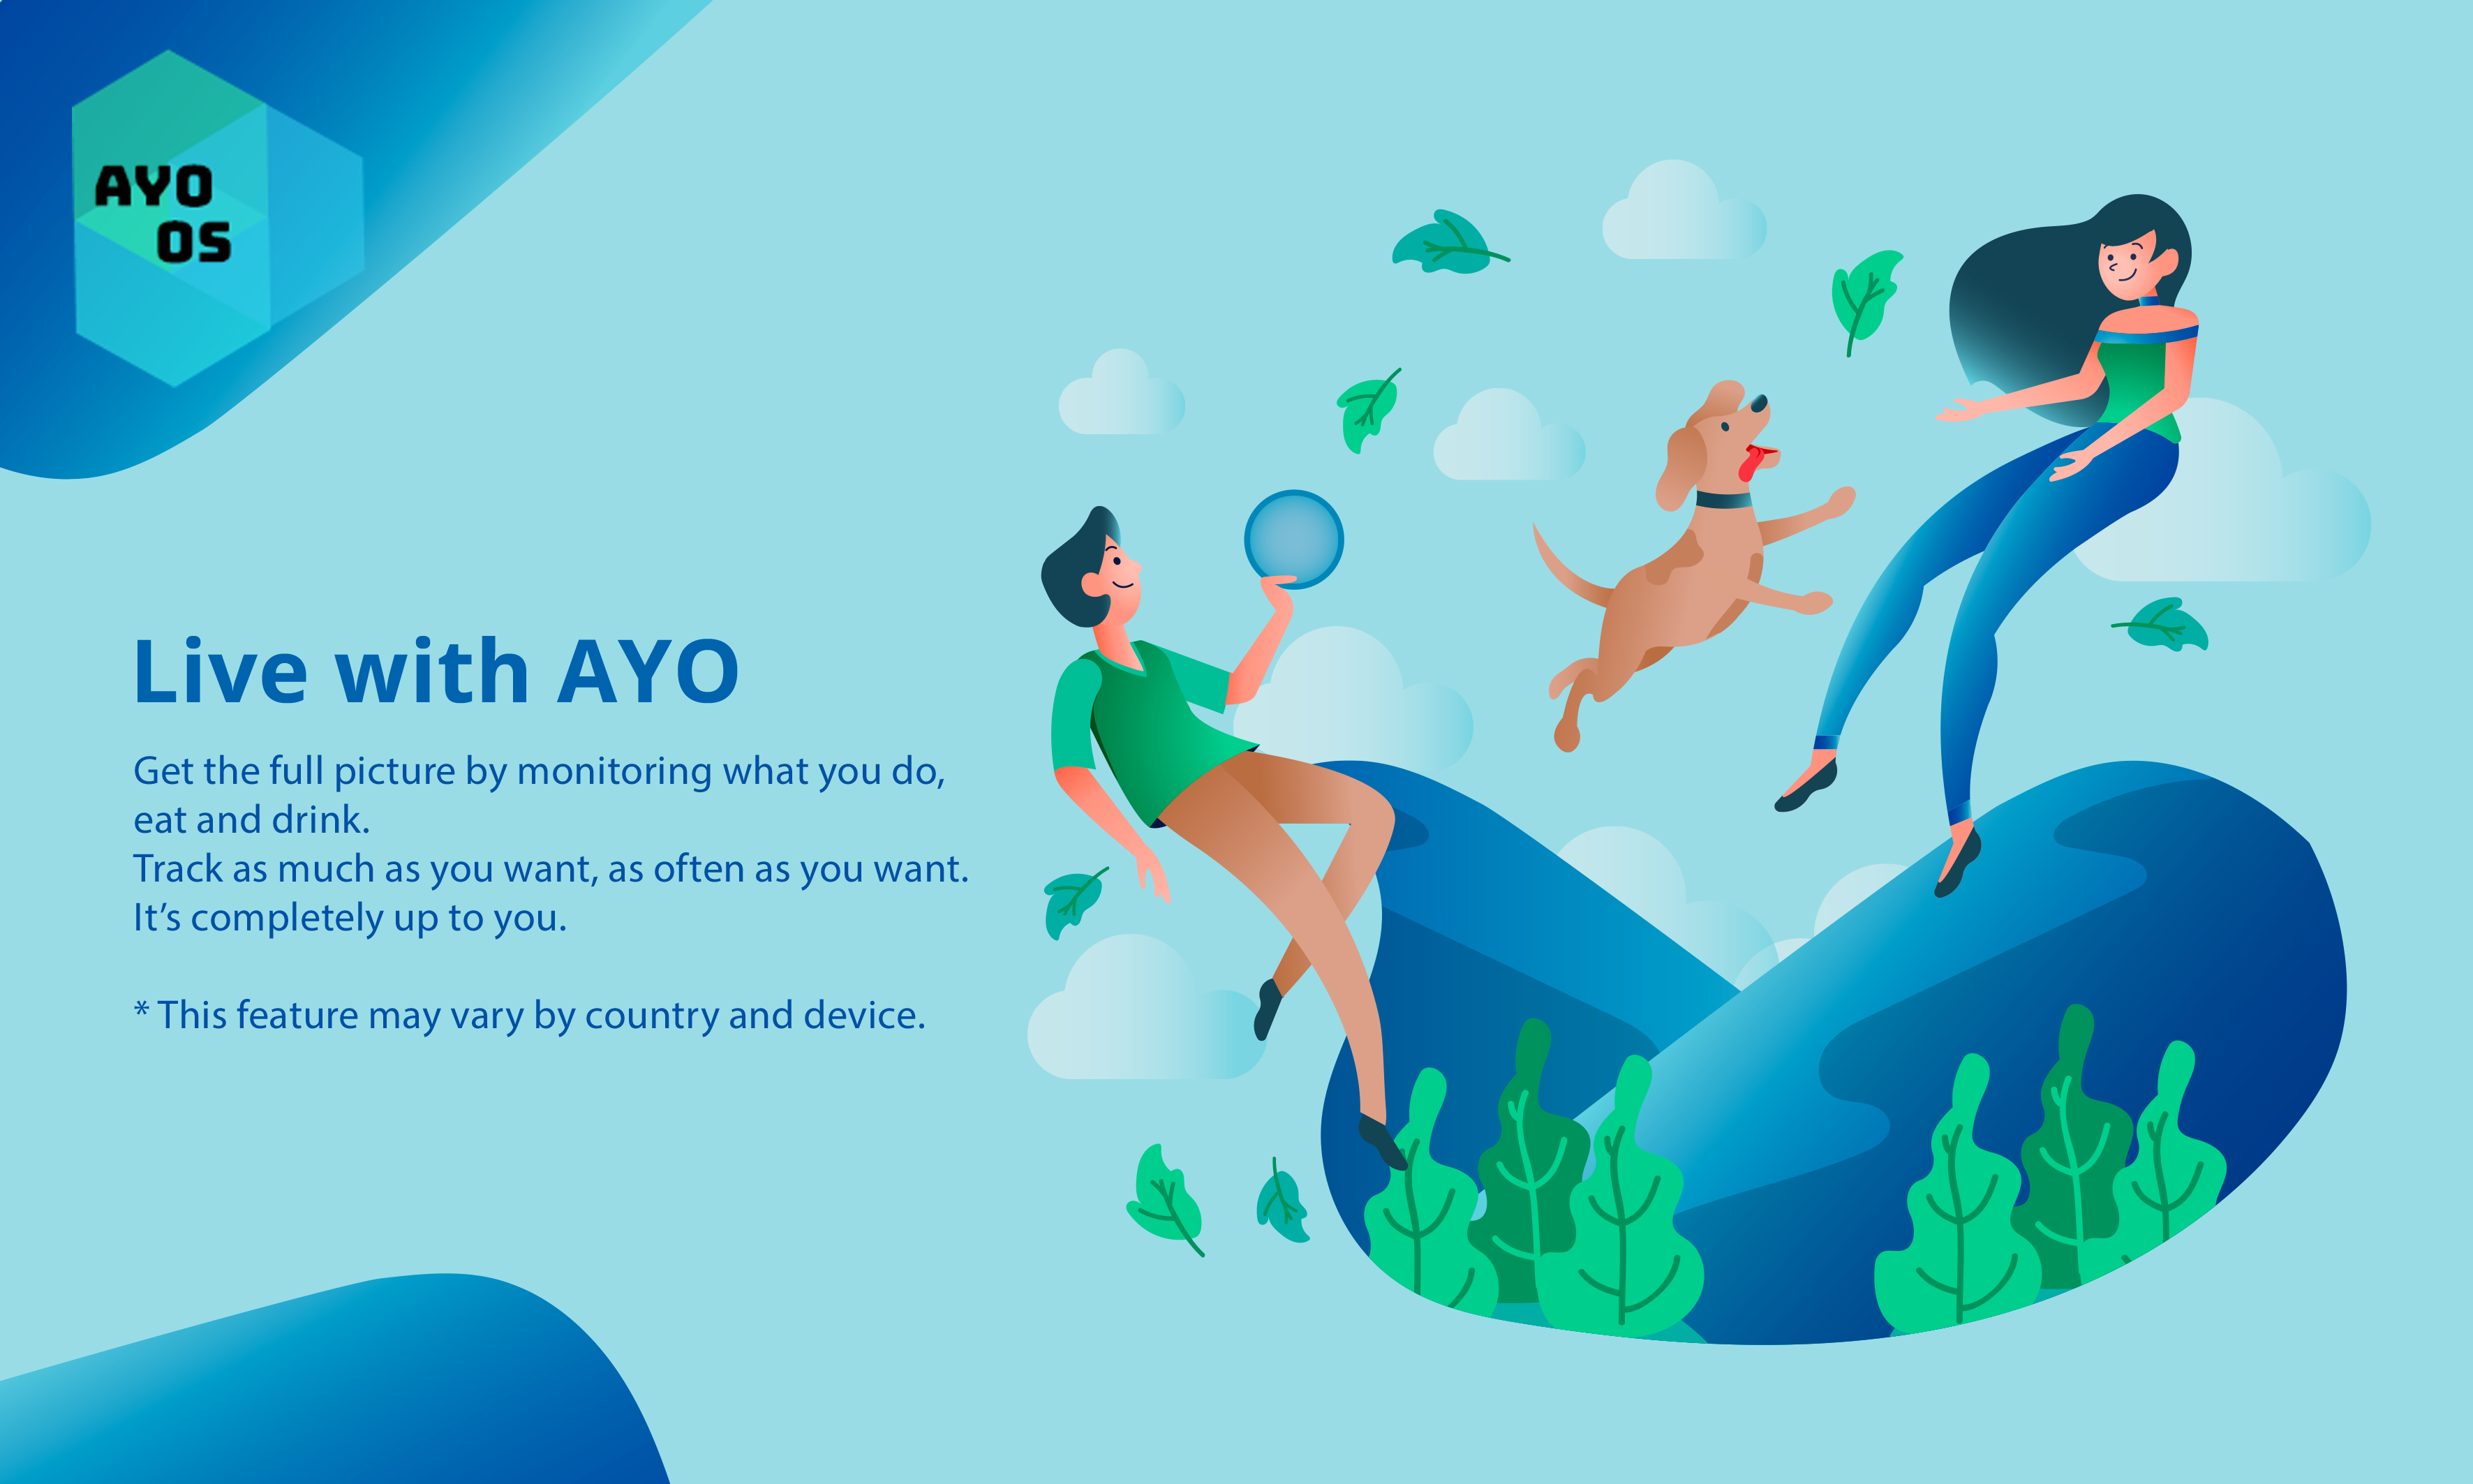 AYO
OS
Live with AYO
Get the full picture by monitoring what you do,
eat and drink.
Track as much as you want, as often as you want.
It’s completely up to you.
* This feature may vary by country and device.